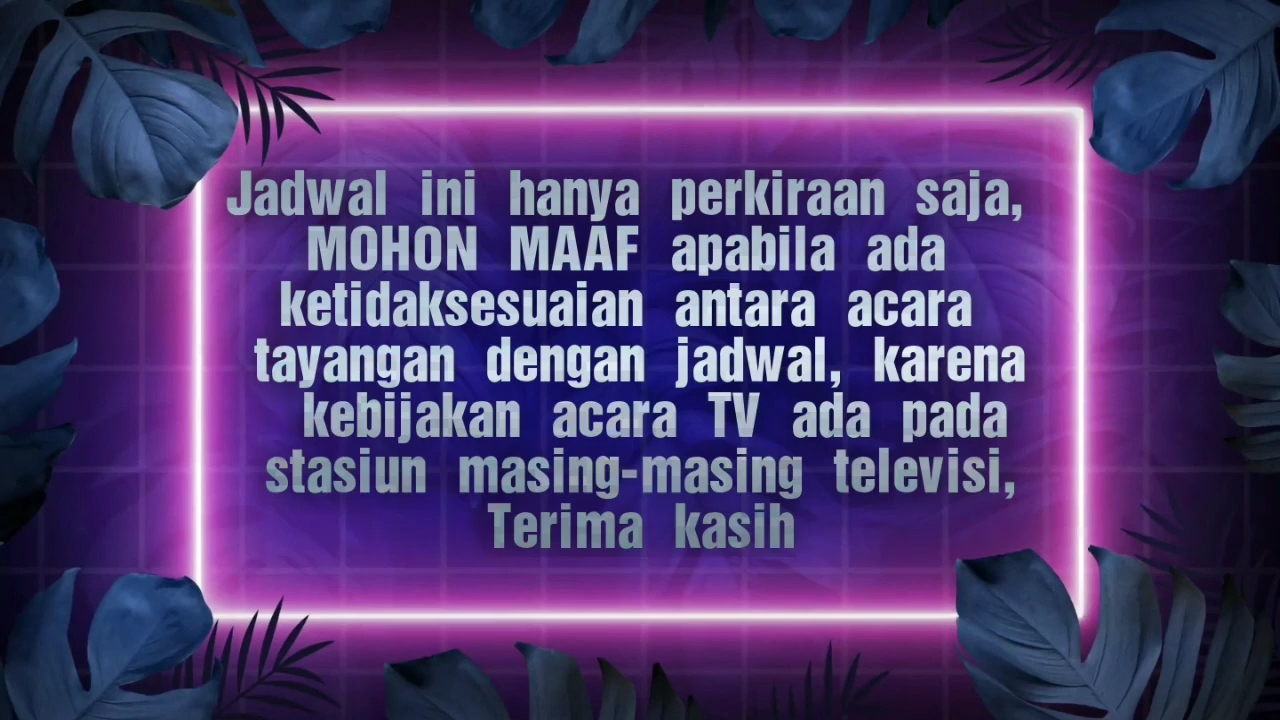 Jadwal ini hanya perkiraan saja,
MOHON MAAF apabila ada
ketidaksesuaian antara acara
tayangan dengan jadwal, karena
kebijakan acara TV ada pada
stasiun masing-masing televisi,
Terima kasih